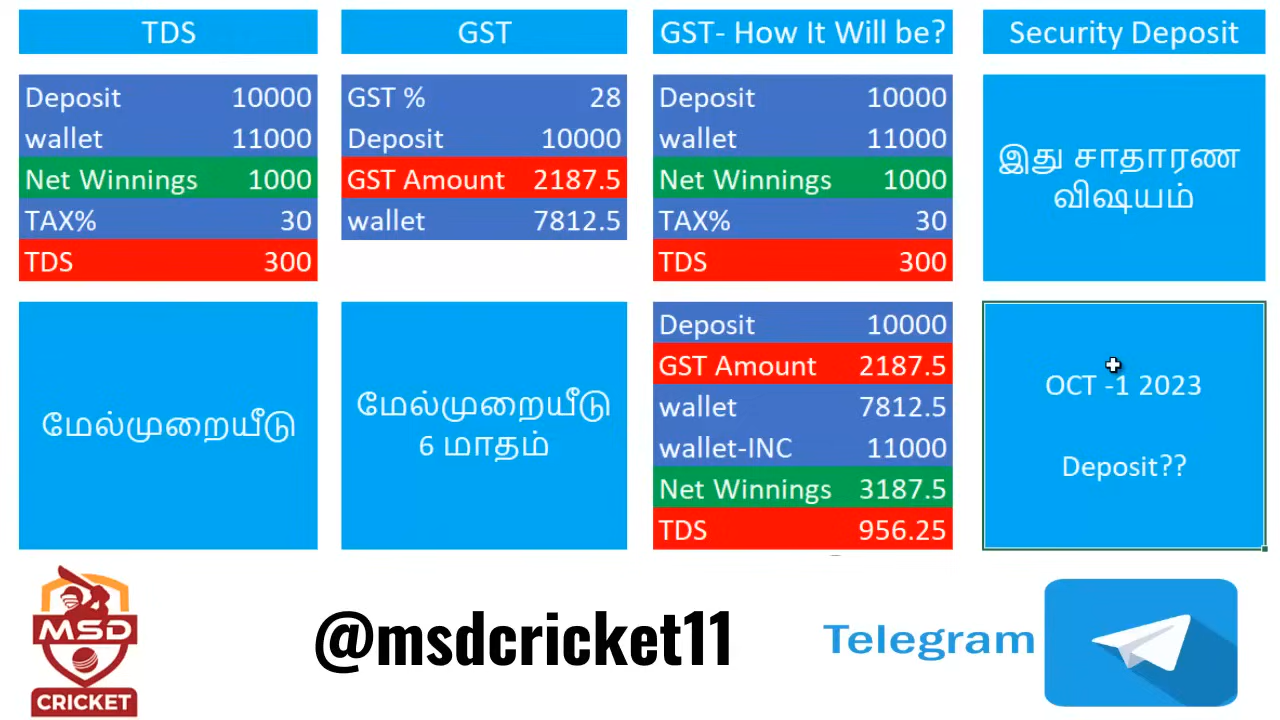 TDS
Deposit 10000
wallet 11000
Net Winnings 1000
TAX% 30
TDS 300
மேல்முறையீடு
GST
GST % 28
Deposit 10000
GST Amount 2187.5
wallet 7812.5
மேல்முறையீடு
6 மாதம்
GST- How It Will be?
Deposit 10000
wallet 11000
Net Winnings 1000
TAX% 30
TDS 300
Deposit 10000
GST Amount 2187.5
wallet 7812.5
wallet-INC 11000
Net Winnings 3187.5
TDS 956.25
Security Deposit
இது சாதாரண
விஷயம்
OCT -1 2023
Deposit??
MSD
CRICKET
@msdcricket11
Telegram